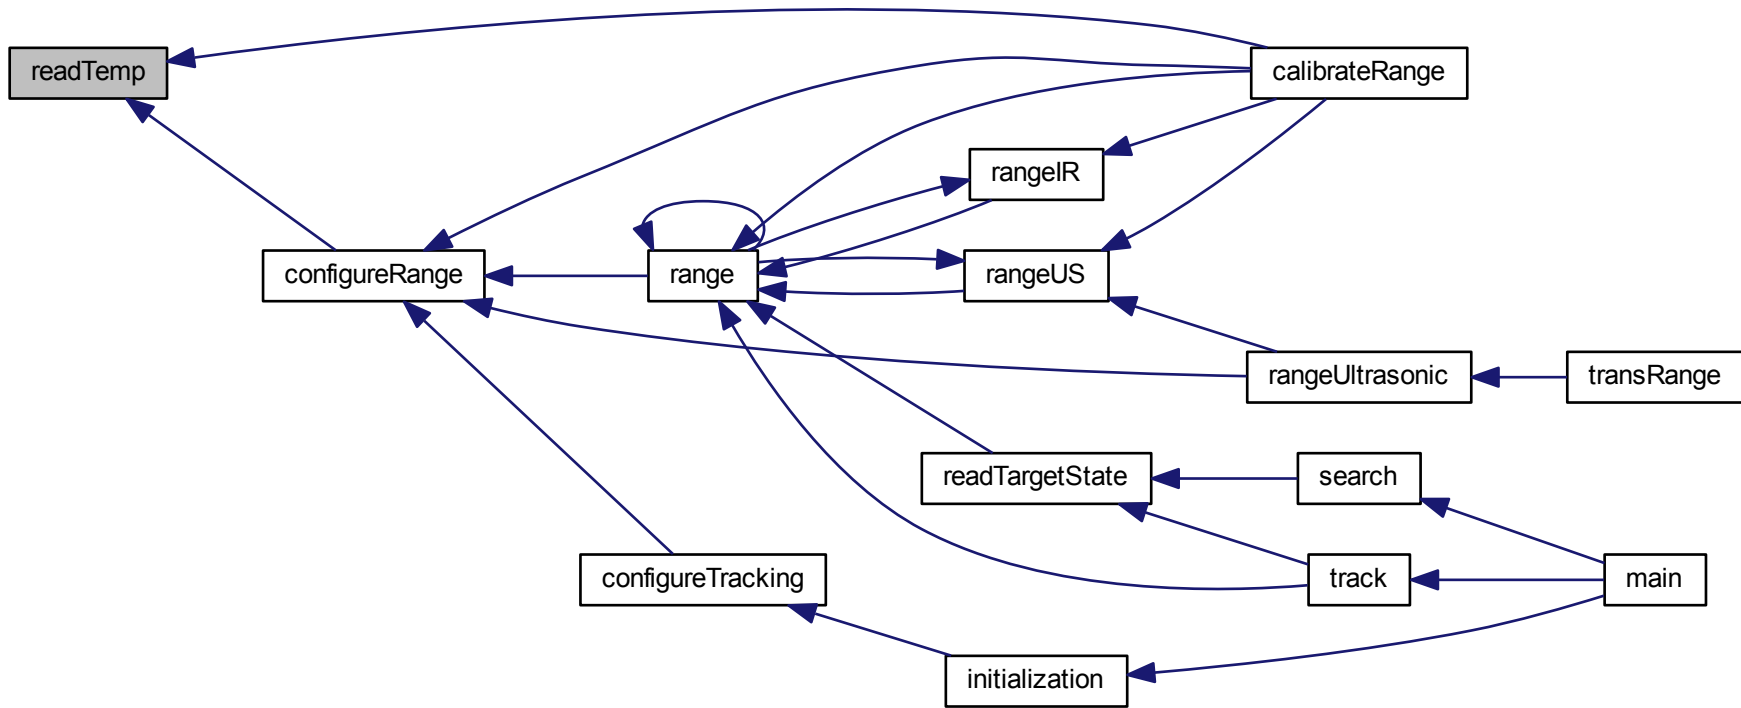 readTemp
calibrateRange
rangeIR
configureRange
range
rangeUS
rangeUltrasonic
transRange
readTargetState
search
configureTracking
track
main
initialization